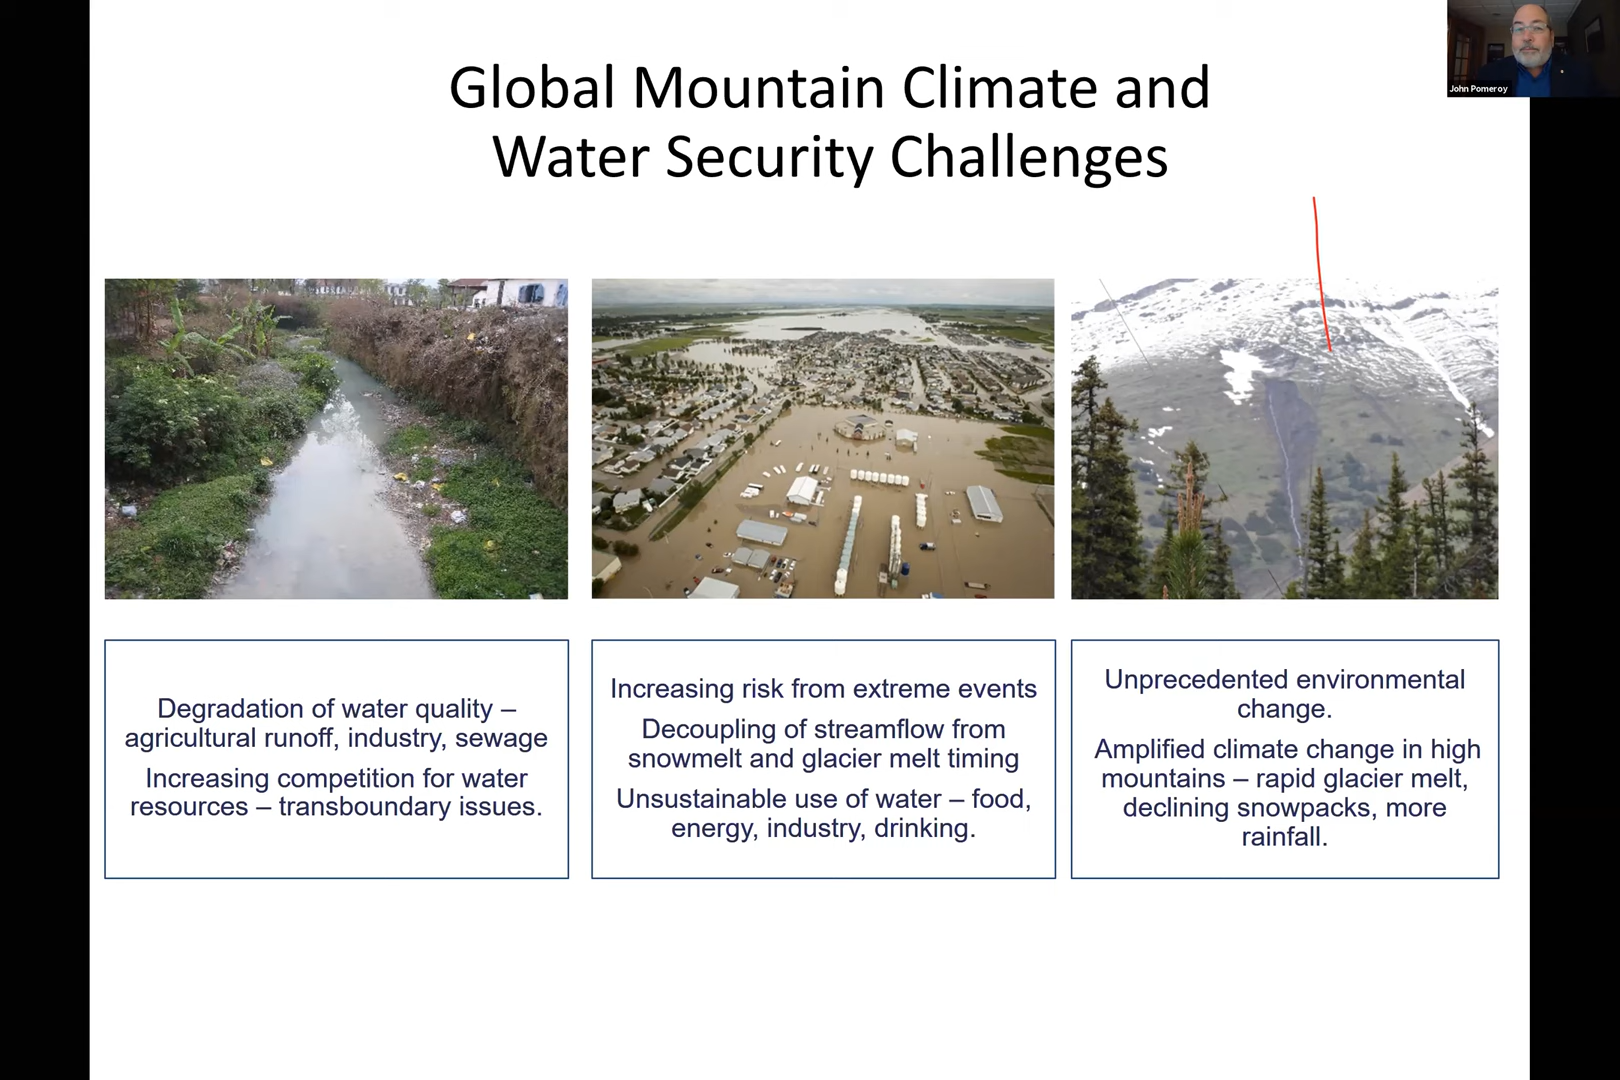 Global Mountain Climate and
Water Security Challenges
John Pomeroy
Degradation of water quality –
agricultural runoff, industry, sewage
Increasing competition for water
resources – transboundary issues.
Increasing risk from extreme events
Decoupling of streamflow from
snowmelt and glacier melt timing
Unsustainable use of water – food,
energy, industry, drinking.
Unprecedented environmental
change.
Amplified climate change in high
mountains – rapid glacier melt,
declining snowpacks, more
rainfall.